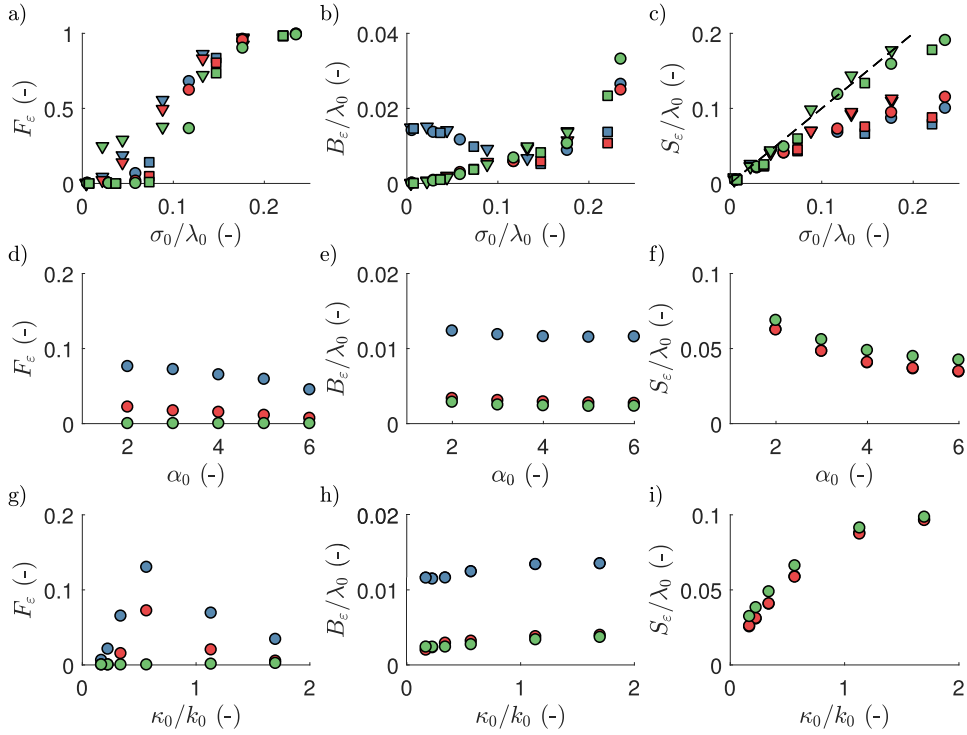 a) b) c)
1 0.04 0.2
0.5 0.02 0.1
0 0 0
0 0.1 0.2 0 0.1 0.2 0 0.1 0.2
F_ε (-) B_ε/λ_0 (-) S_ε/λ_0 (-)
σ_0/λ_0 (-) σ_0/λ_0 (-) σ_0/λ_0 (-)
d) e) f)
0.2 0.02 0.1
0.1 0.01 0.05
0 0 0
2 4 6 2 4 6 2 4 6
F_ε (-) B_ε/λ_0 (-) S_ε/λ_0 (-)
α_0 (-) α_0 (-) α_0 (-)
g) h) i)
0.2 0.02 0.1
0.1 0.01 0.05
0 0 0
0 1 2 0 1 2 0 1 2
F_ε (-) B_ε/λ_0 (-) S_ε/λ_0 (-)
κ_0/k_0 (-) κ_0/k_0 (-) κ_0/k_0 (-)